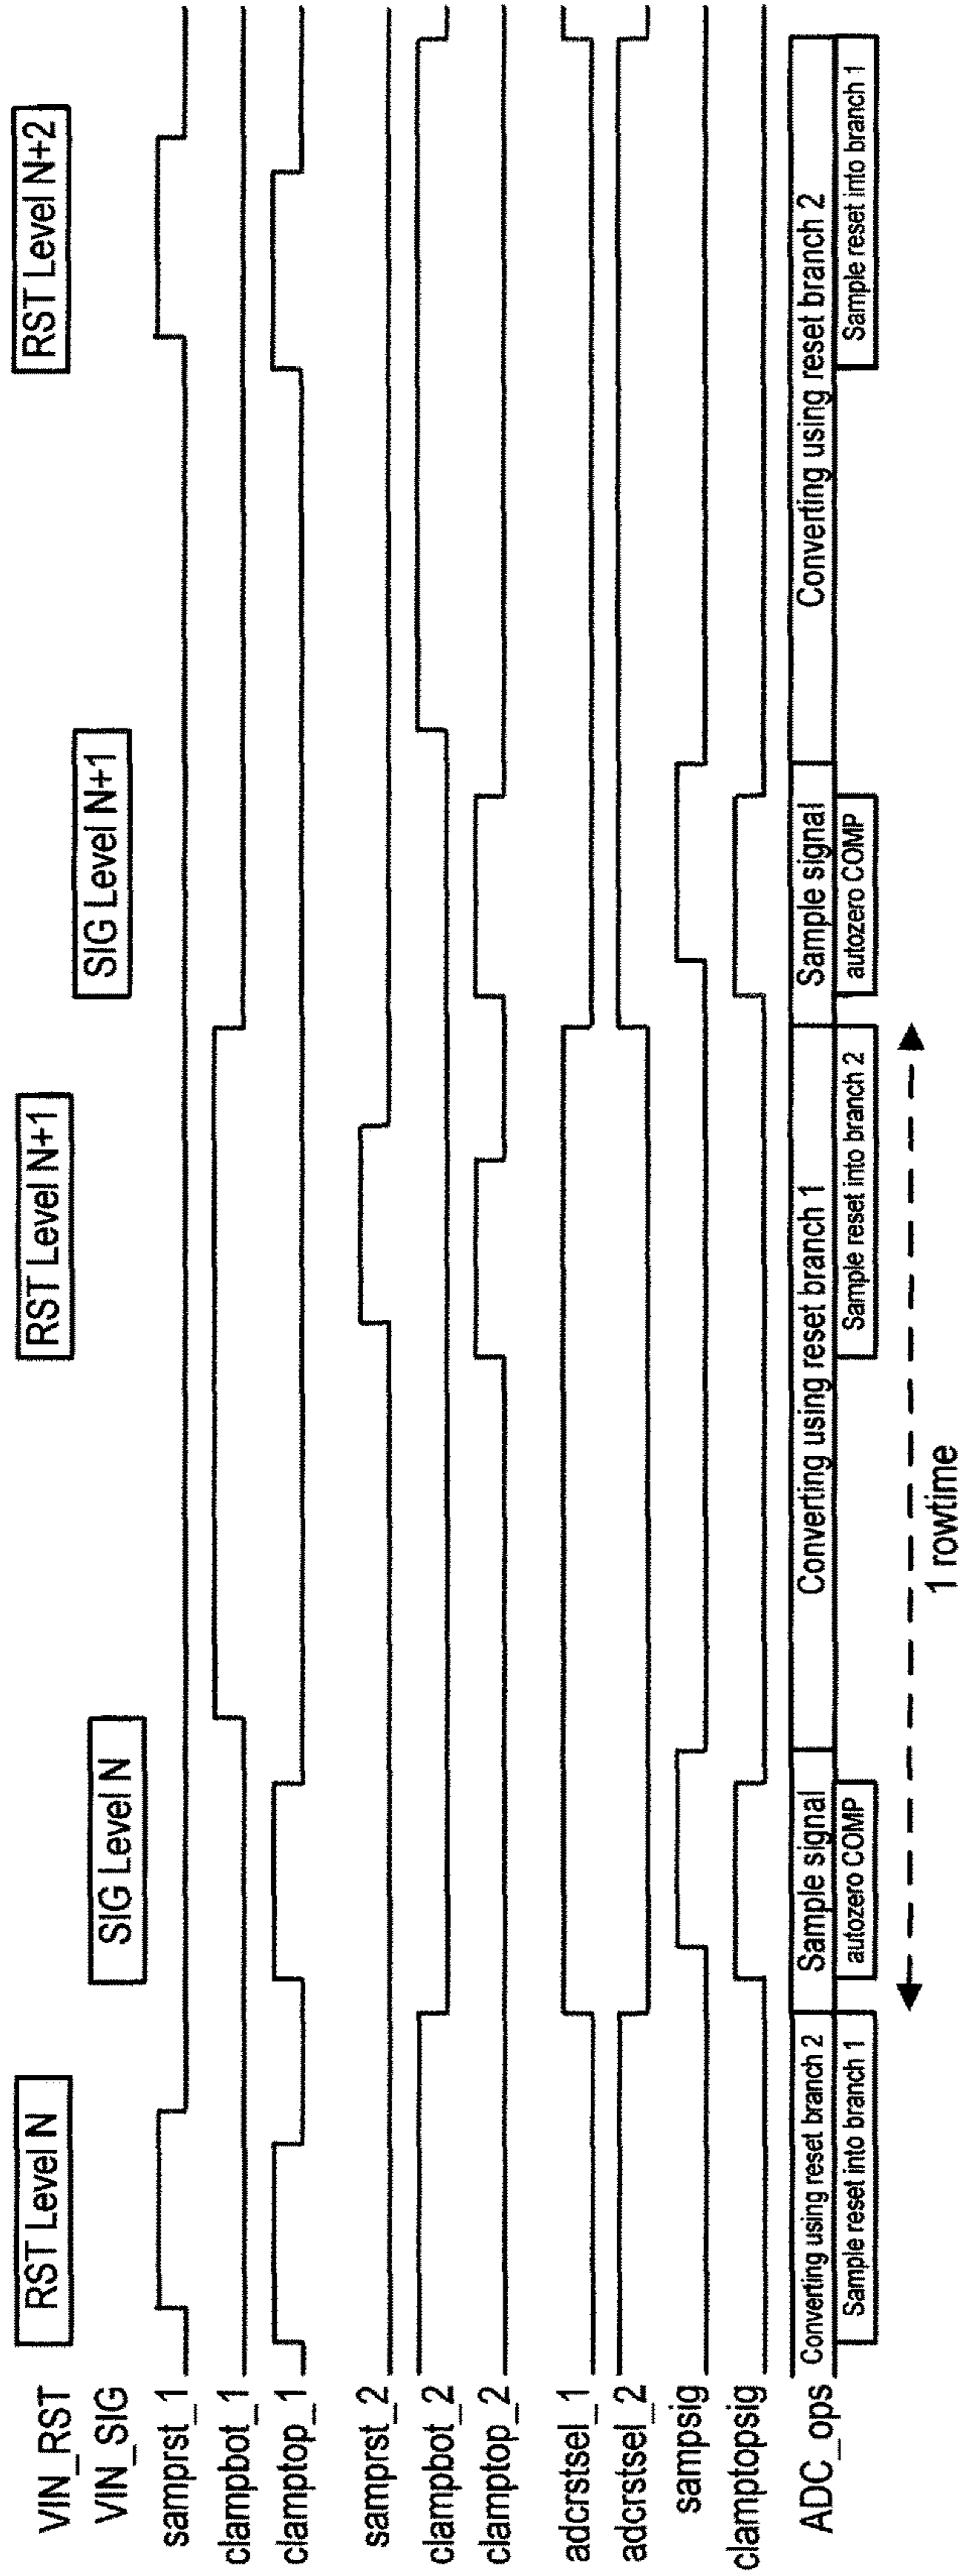 VIN_RST
RST Level N
RST Level N+1
RST Level N+2
VIN_SIG
SIG Level N
SIG Level N+1
samprst_1
clampbot_1
clamptop_1
samprst_2
clampbot_2
clamptop_2
adcrstsel_1
adcrstsel_2
sampsig
clamptopsig
ADC_ops
Converting using reset branch 2
Sample signal
Converting using reset branch 1
Sample signal
Converting using reset branch 2
Sample reset into branch 1
autozero COMP
Sample reset into branch 2
autozero COMP
Sample reset into branch 1
1 rowtime